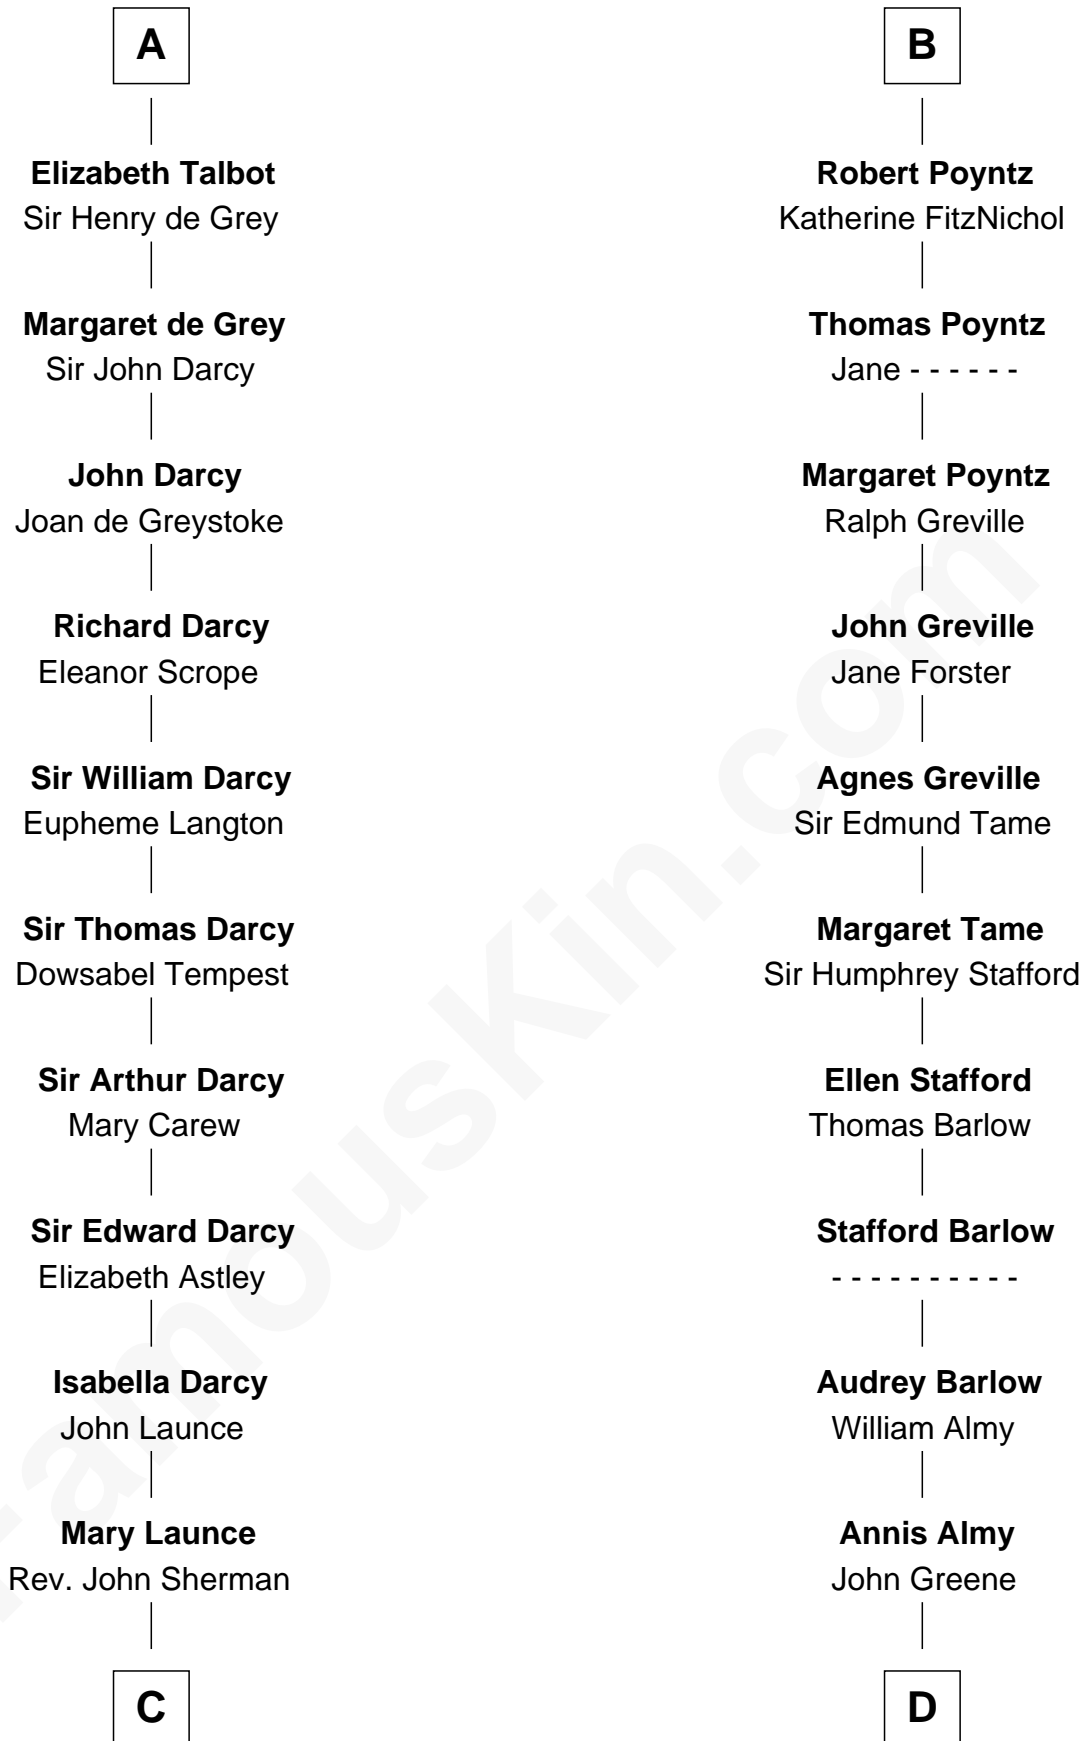 A
Elizabeth Talbot
Sir Henry de Grey
Margaret de Grey
Sir John Darcy
John Darcy
Joan de Greystoke
Richard Darcy
Eleanor Scrope
Sir William Darcy
Eupheme Langton
Sir Thomas Darcy
Dowsabel Tempest
Sir Arthur Darcy
Mary Carew
Sir Edward Darcy
Elizabeth Astley
Isabella Darcy
John Launce
Mary Launce
Rev. John Sherman
C
B
Robert Poyntz
Katherine FitzNichol
Thomas Poyntz
Jane - - - - - -
Margaret Poyntz
Ralph Greville
John Greville
Jane Forster
Agnes Greville
Sir Edmund Tame
Margaret Tame
Sir Humphrey Stafford
Ellen Stafford
Thomas Barlow
Stafford Barlow
- - - - - - - - - -
Audrey Barlow
William Almy
Annis Almy
John Greene
D
FamousKin.com